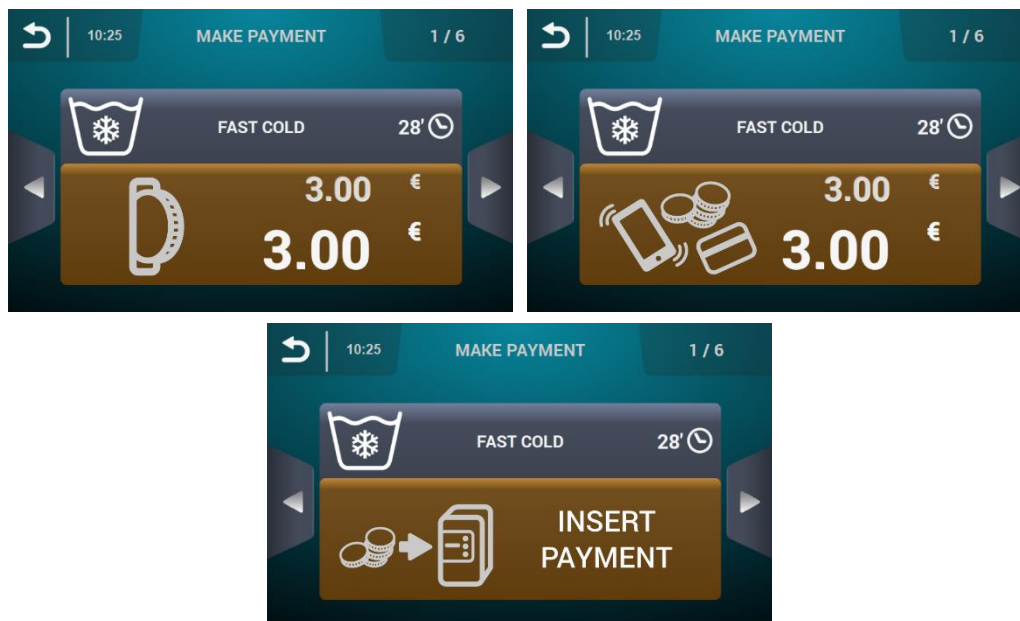 10:25 MAKE PAYMENT 1 / 6
FAST COLD 28'
3.00 €
3.00 €
10:25 MAKE PAYMENT 1 / 6
FAST COLD 28'
3.00 €
3.00 €
10:25 MAKE PAYMENT 1 / 6
FAST COLD 28'
INSERT
PAYMENT